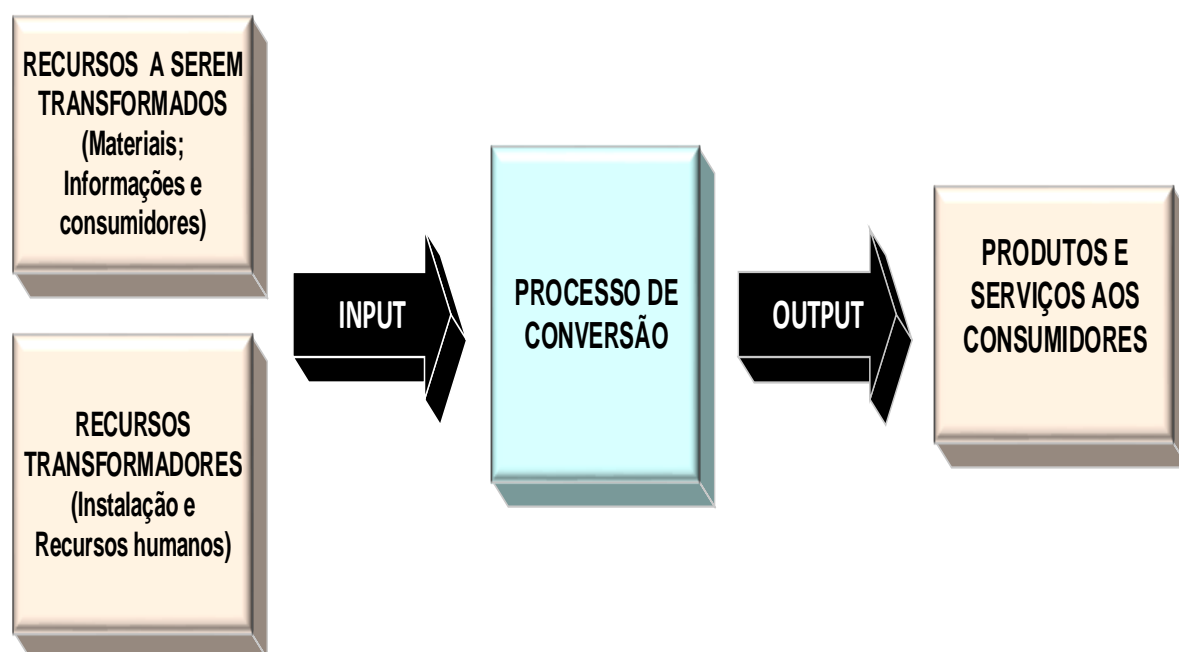 RECURSOS A SEREM
TRANSFORMADOS
(Materiais;
Informações e
consumidores)
RECURSOS
TRANSFORMADORES
(Instalação e
Recursos humanos)
INPUT
PROCESSO DE
CONVERSÃO
OUTPUT
PRODUTOS E
SERVIÇOS AOS
CONSUMIDORES